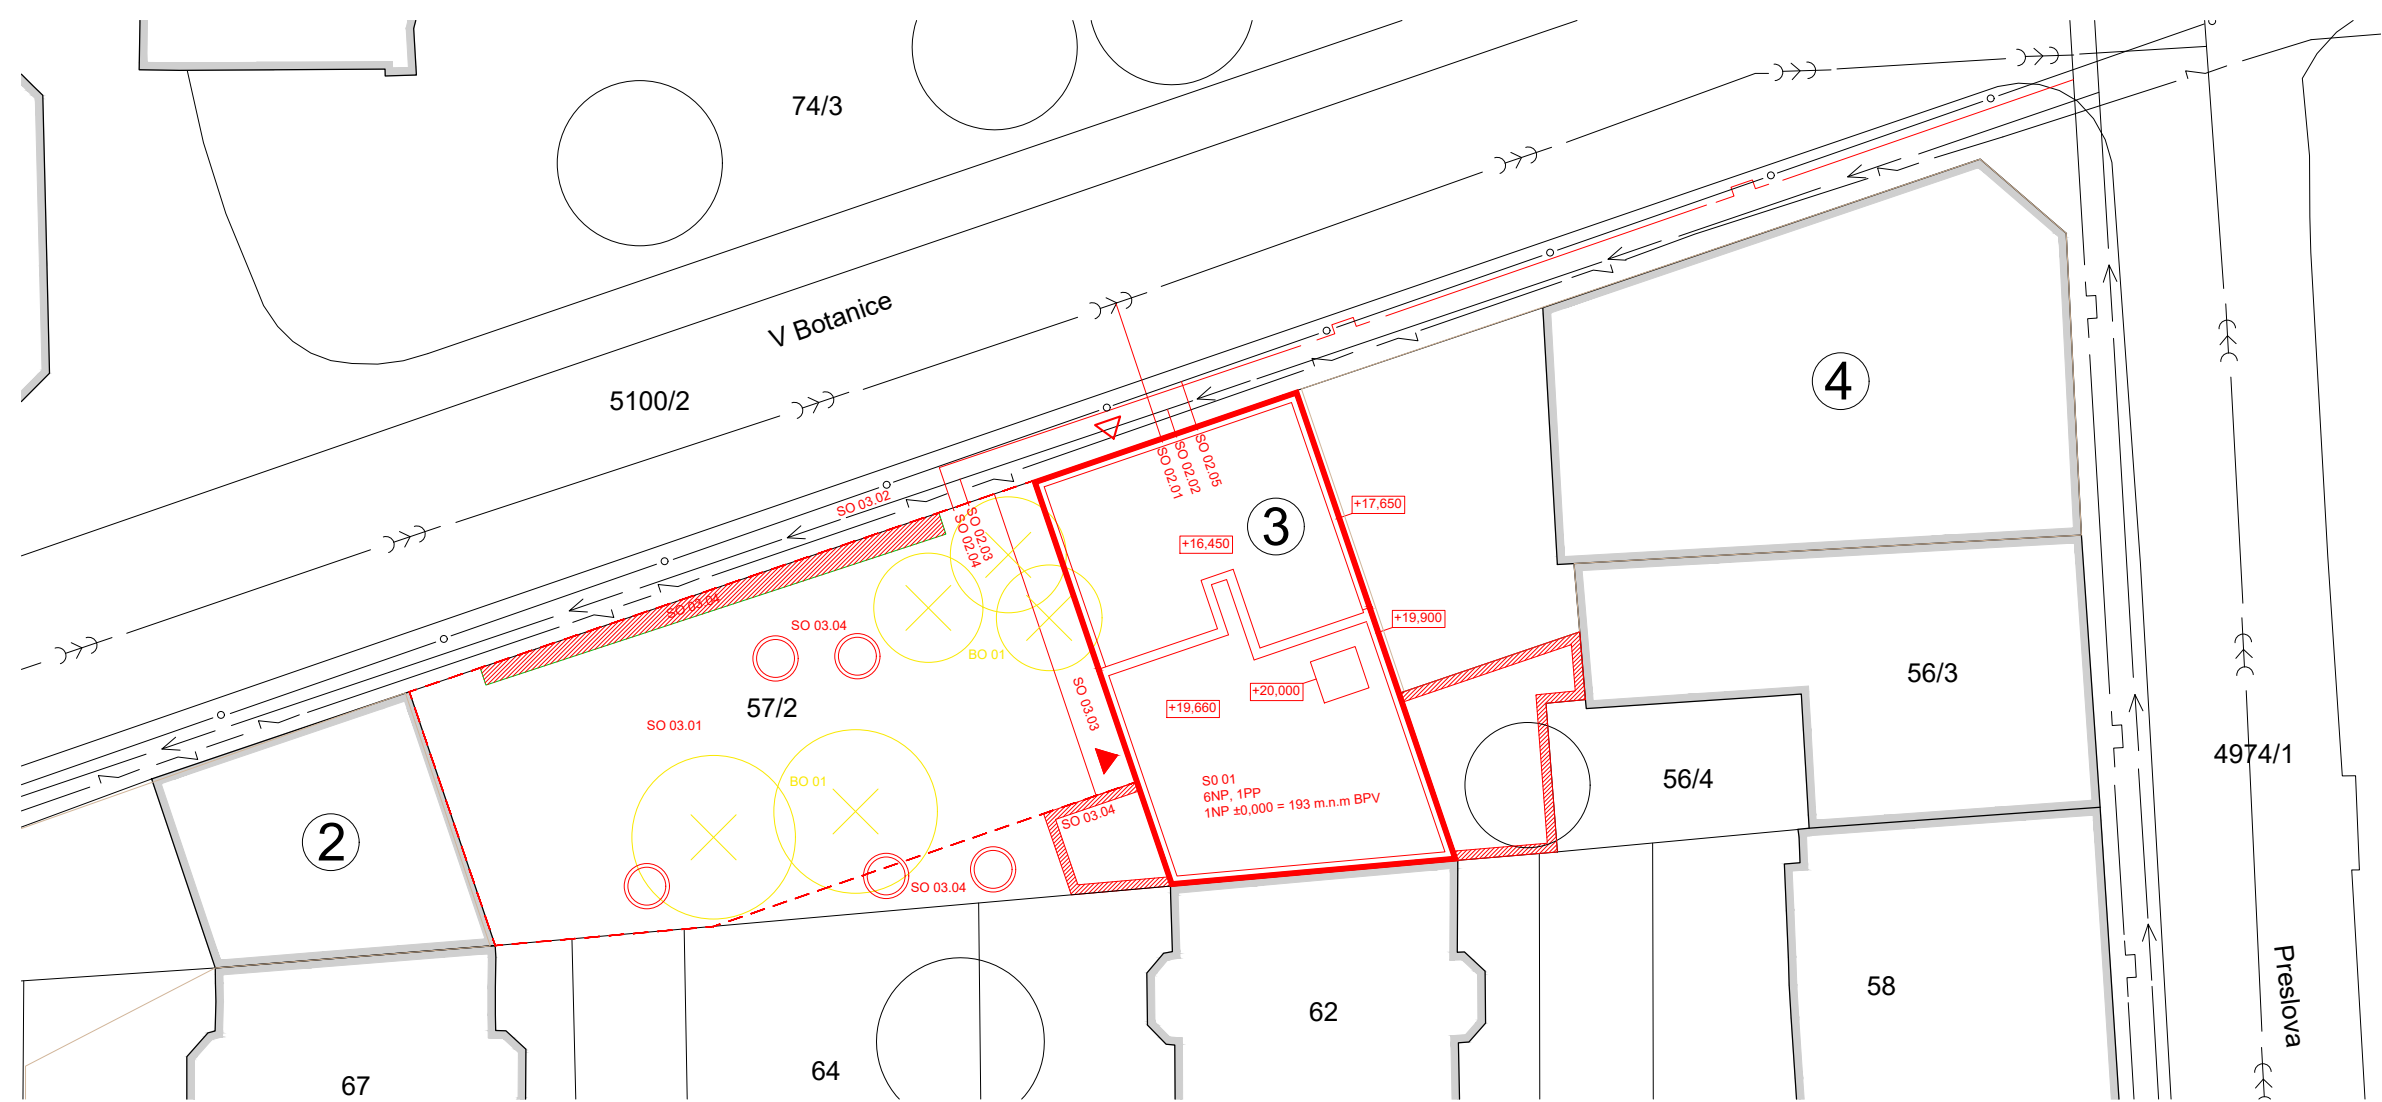 74/3
V Botanice
5100/2
4
SO 03.02
SO 02.01
SO 02.02
SO 02.05
+17,650
3
+16,450
SO 02.03
SO 02.04
SO 03.04
SO 03.04
+19,900
BO 01
56/3
SO 03.03
+20,000
57/2
+19,660
SO 03.01
4974/1
BO 01
S0 01
6NP, 1PP
1NP ±0,000 = 193 m.n.m BPV
56/4
SO 03.04
2
SO 03.04
58
Preslova
62
64
67